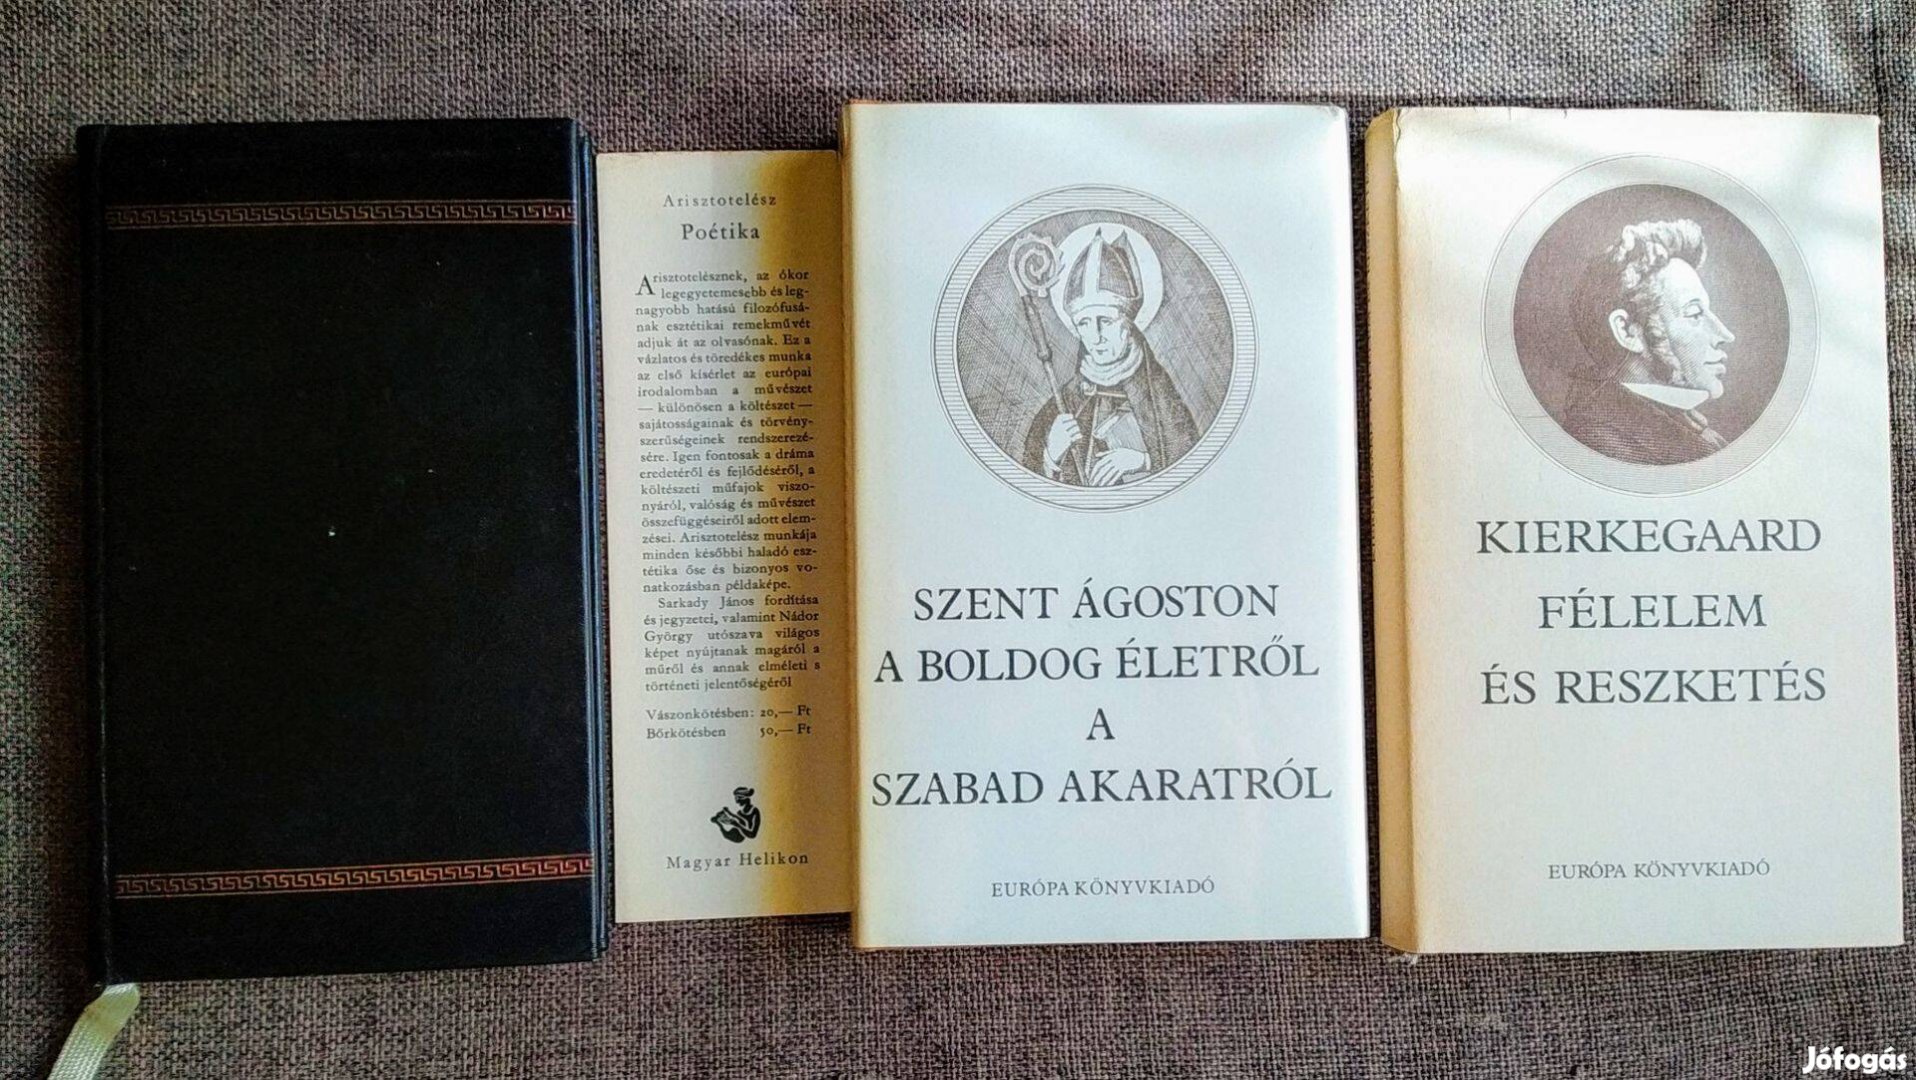 Arisztotelész
Poétika
Arisztotelésznek, az ókor
legegyetemesebb és leg-
nagyobb hatású filozófusá-
nak esztétikai remekművét
adjuk át az olvasónak. Ez a
vázlatos és töredékes munka
az első kísérlet az európai
irodalomban a művészet
— különösen a költészet —
sajátosságainak és törvény-
szerűségeinek rendszerezé-
sére. Igen fontosak a dráma
eredetéről és fejlődéséről, a
költészeti műfajok viszo-
nyáról, valóság és művészet
összefüggéseiről adott elem-
zései. Arisztotelész munkája
minden későbbi haladó esz-
tétika őse és bizonyos vo-
natkozásban példaképe.
Sarkady János fordítása
és jegyzetei, valamint Nádor
György utószava világos
képet nyújtanak magáról a
műről és annak elméleti s
történeti jelentőségéről
Vászonkötésben: 20,— Ft
Bőrkötésben 50,— Ft
Magyar Helikon
SZENT ÁGOSTON
A BOLDOG ÉLETRŐL
A
SZABAD AKARATRÓL
EURÓPA KÖNYVKIADÓ
KIERKEGAARD
FÉLELEM
ÉS RESZKETÉS
EURÓPA KÖNYVKIADÓ
Jófogás